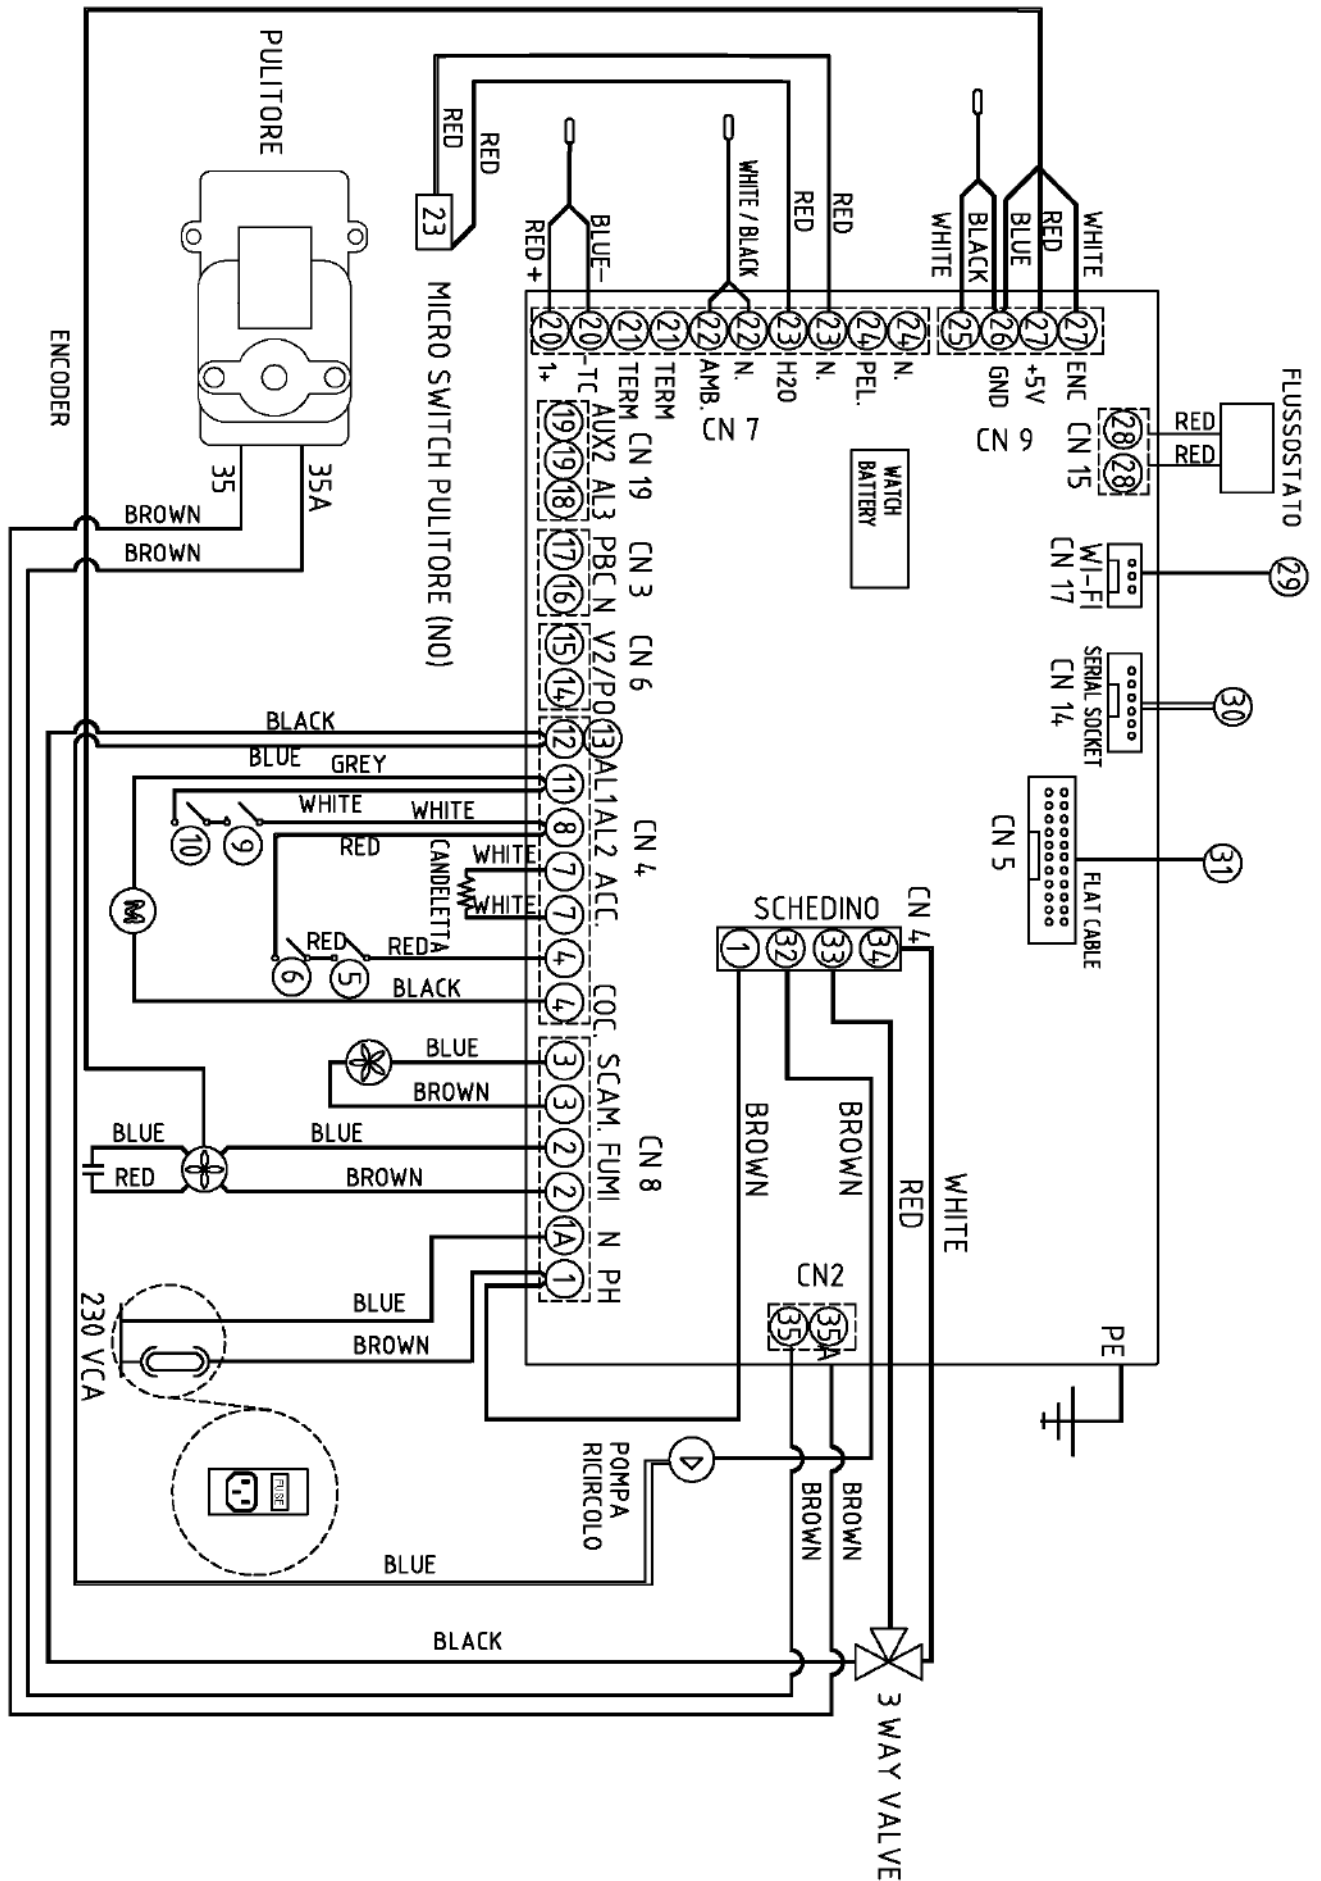 PULITORE
ENCODER
35
35A
BROWN
BROWN
RED
RED
23
MICRO SWITCH PULITORE (NO)
RED +
BLUE-
WHITE / BLACK
RED
RED
WHITE
BLACK
BLUE
RED
WHITE
20
20
21
21
22
22
23
23
24
24
25
26
27
27
1+
-TC
TERM
TERM
AMB.
N.
H20
N.
PEL.
N.
GND
+5V
ENC
CN 7
CN 9
FLUSSOSTATO
RED
RED
28
28
CN 15
WATCH
BATTERY
WI-FI
CN 17
29
SERIAL SOCKET
CN 14
30
CN 5
FLAT CABLE
31
19
19
18
AUX2 AL3
CN 19
17
16
PBC N
CN 3
15
14
V2/PO
CN 6
12
13
11
8
7
7
4
4
AL1 AL2 ACC.
COC.
CN 4
BLACK
BLUE
GREY
WHITE
WHITE
RED
10
9
CANDELETTA
WHITE
WHITE
M
RED
RED
6
5
BLACK
3
3
2
2
1A
1
SCAM. FUMI N PH
CN 8
BLUE
BROWN
BLUE
RED
BLUE
BROWN
BLUE
BROWN
230 VCA
FUSE
SCHEDINO
CN 4
1
32
33
34
BROWN
BROWN
RED
WHITE
CN2
35
35A
PE
POMPA
RICIRCOLO
BROWN
BROWN
BLUE
BLACK
3 WAY VALVE